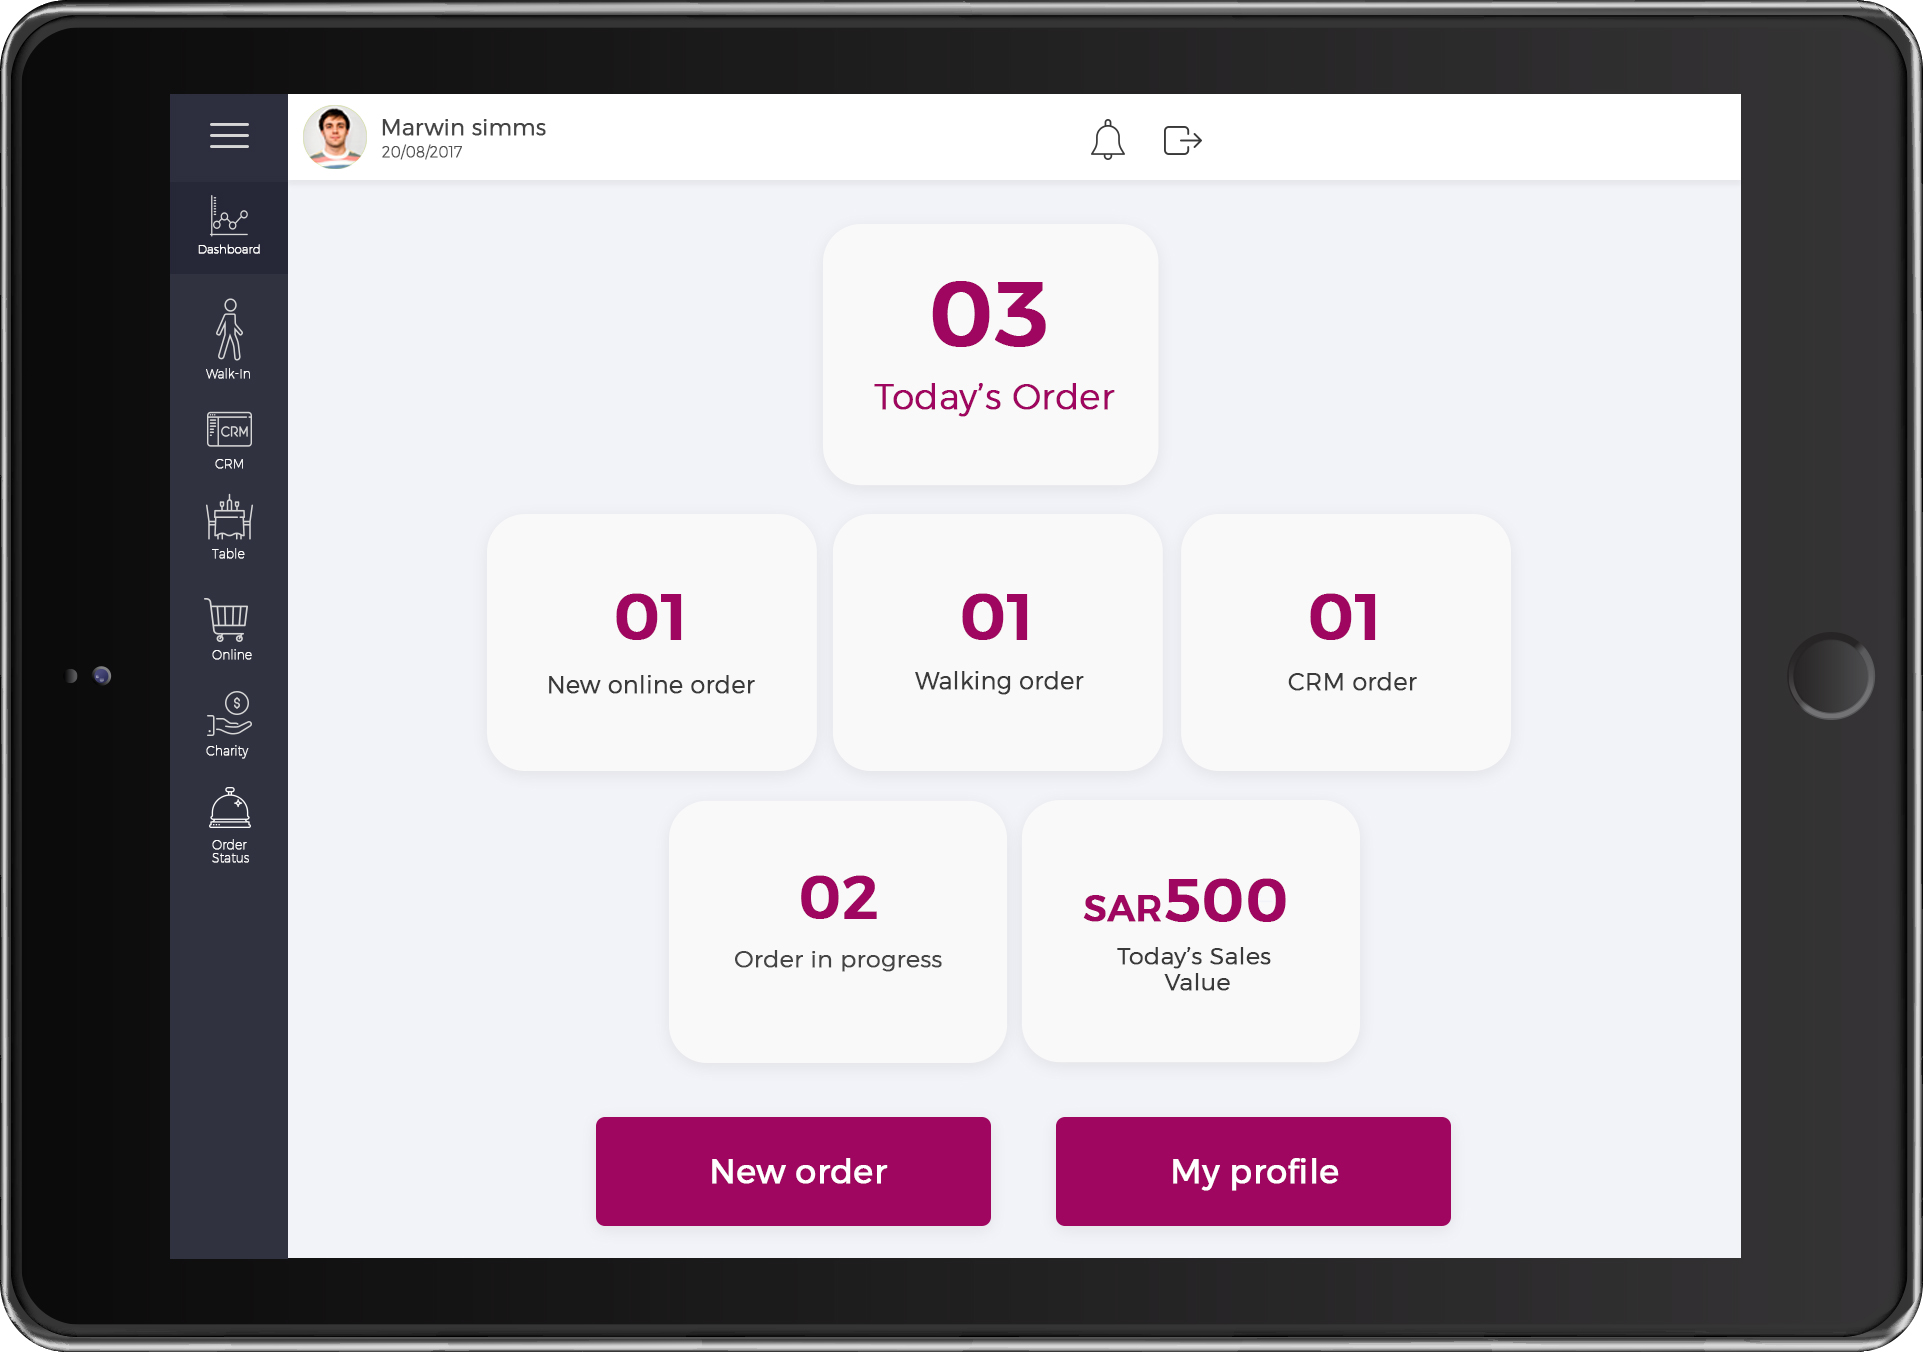 Marwin simms
20/08/2017
Dashboard
Walk-In
CRM
CRM
Table
Online
$
Charity
Order
Status
03
Today’s Order
01
New online order
01
Walking order
01
CRM order
02
Order in progress
SAR500
Today’s Sales
Value
New order
My profile